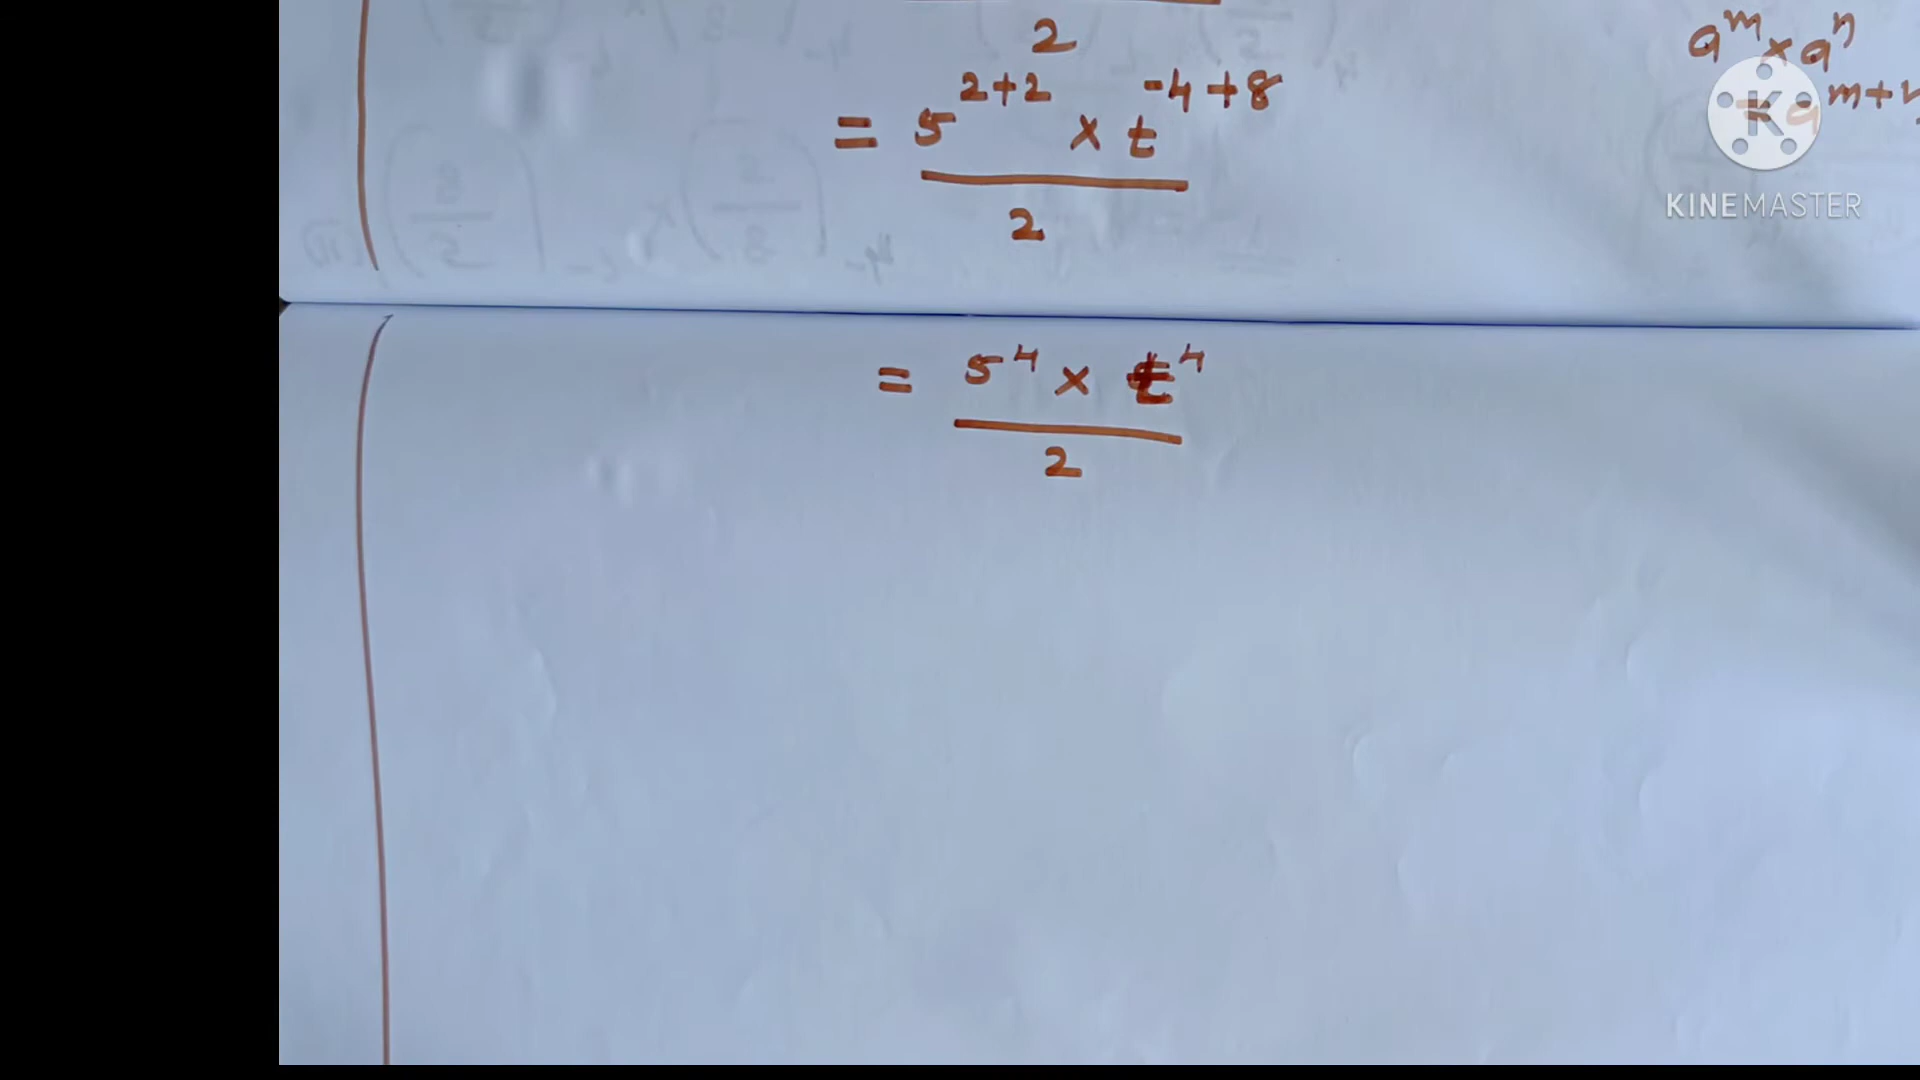 2
a^m × a^n
= 5^{2+2} × t^{-4+8}
= a^{m+n}
2
KINEMASTER
= 5^4 × t^4
2